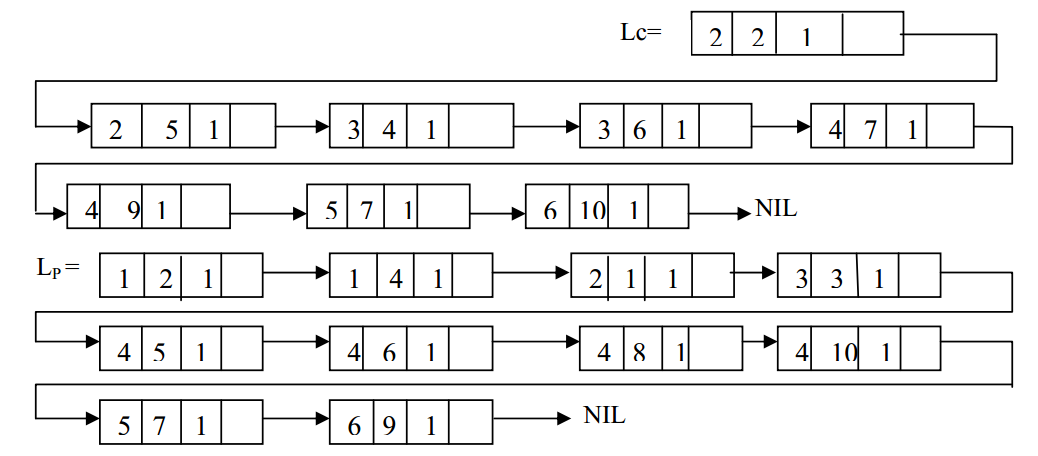 Lc= 2 2 1
2 5 1 3 4 1 3 6 1 4 7 1
4 9 1 5 7 1 6 10 1 NIL
LP= 1 2 1 1 4 1 2 1 1 3 3 1
4 5 1 4 6 1 4 8 1 4 10 1
5 7 1 6 9 1 NIL